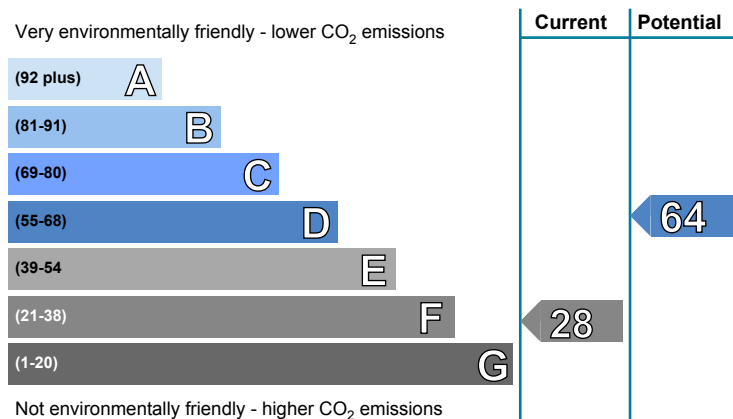 Current Potential
Very environmentally friendly - lower CO₂ emissions
(92 plus) A
(81-91) B
(69-80) C
(55-68) D
64
(39-54 E
(21-38) F
28
(1-20) G
Not environmentally friendly - higher CO₂ emissions